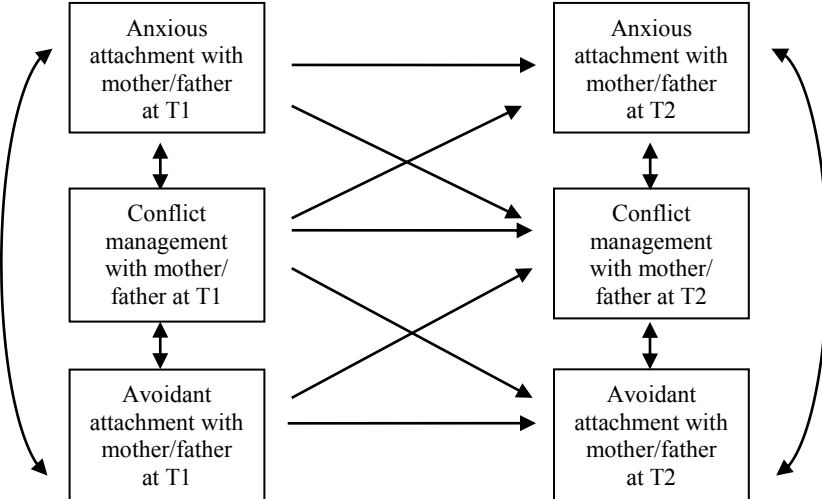 Anxious
attachment with
mother/father
at T1
Anxious
attachment with
mother/father
at T2
Conflict
management
with mother/
father at T1
Conflict
management
with mother/
father at T2
Avoidant
attachment with
mother/father
at T1
Avoidant
attachment with
mother/father
at T2